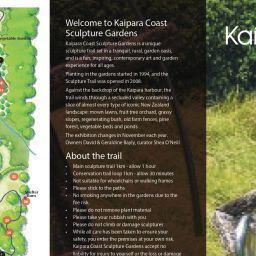 Welcome to Kaipara Coast
Sculpture Gardens
Kaipara Coast Sculpture Gardens is a unique
sculpture trail set in a tranquil, rural garden oasis,
and is a fun, inspiring, contemporary art and garden
experience for all ages.
Planting in the gardens started in 1994, and the
Sculpture Trail was opened in 2008.
Against the backdrop of the Kaipara harbour, the
trail winds through a secluded valley containing a
slice of almost every type of iconic New Zealand
landscape: mown lawns, fruit tree orchard, grassy
slopes, regenerating bush, old farm fences, pine
forest, vegetable beds and ponds.
The exhibition changes in November each year.
Owners David & Geraldine Bayly, curator Shea O'Neill
About the trail
• Main sculpture trail 1km - allow 1 hour
• Conservation trail loop 1km - allow 30 minutes
• Not suitable for wheelchairs or walking frames
• Please stick to the paths
• No smoking anywhere in the gardens due to the
fire risk
• Please do not remove plant material
• Please take your rubbish with you
• Please do not climb or damage sculptures
• While all care has been taken to ensure your
safety, you enter the premises at your own risk.
Kaipara Coast Sculpture Gardens accept no
liability for injury to yourself or the loss or damage
Ka